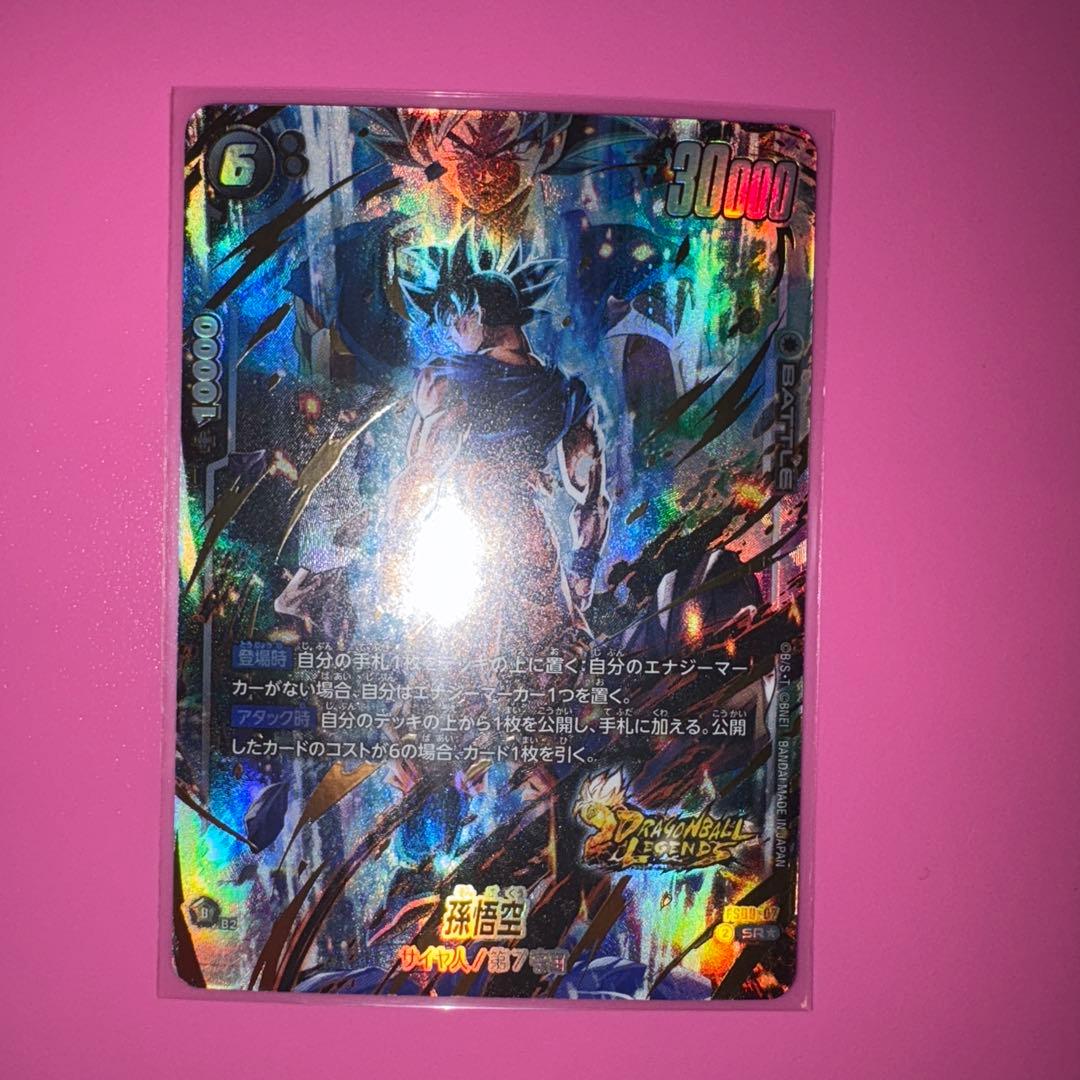 6
8
30000
10000
BATTLE
登場時 自分の手札1枚をデッキの上に置く:自分のエナジーマー
カーがない場合、自分はエナジーマーカー1つを置く。
アタック時 自分のデッキの上から1枚を公開し、手札に加える。公開
したカードのコストが6の場合、カード1枚を引く。
©B/S・T, ©BNEI BANDAI MADE IN JAPAN
DRAGONBALL
LEGENDS
B2
孫悟空
サイヤ人/第7宇宙
2 SR★